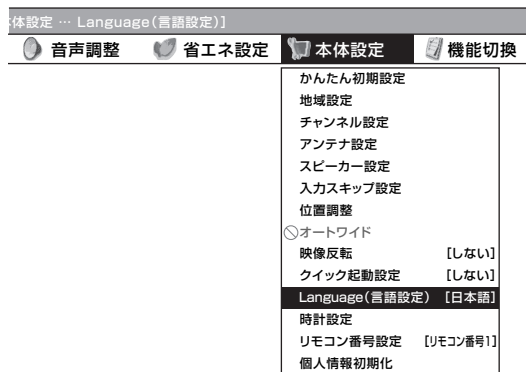 体設定 … Language(言語設定)]
音声調整 省エネ設定 本体設定 機能切換
かんたん初期設定
地域設定
チャンネル設定
アンテナ設定
スピーカー設定
入力スキップ設定
位置調整
オートワイド
映像反転 [しない]
クイック起動設定 [しない]
Language(言語設定) [日本語]
時計設定
リモコン番号設定 [リモコン番号1]
個人情報初期化